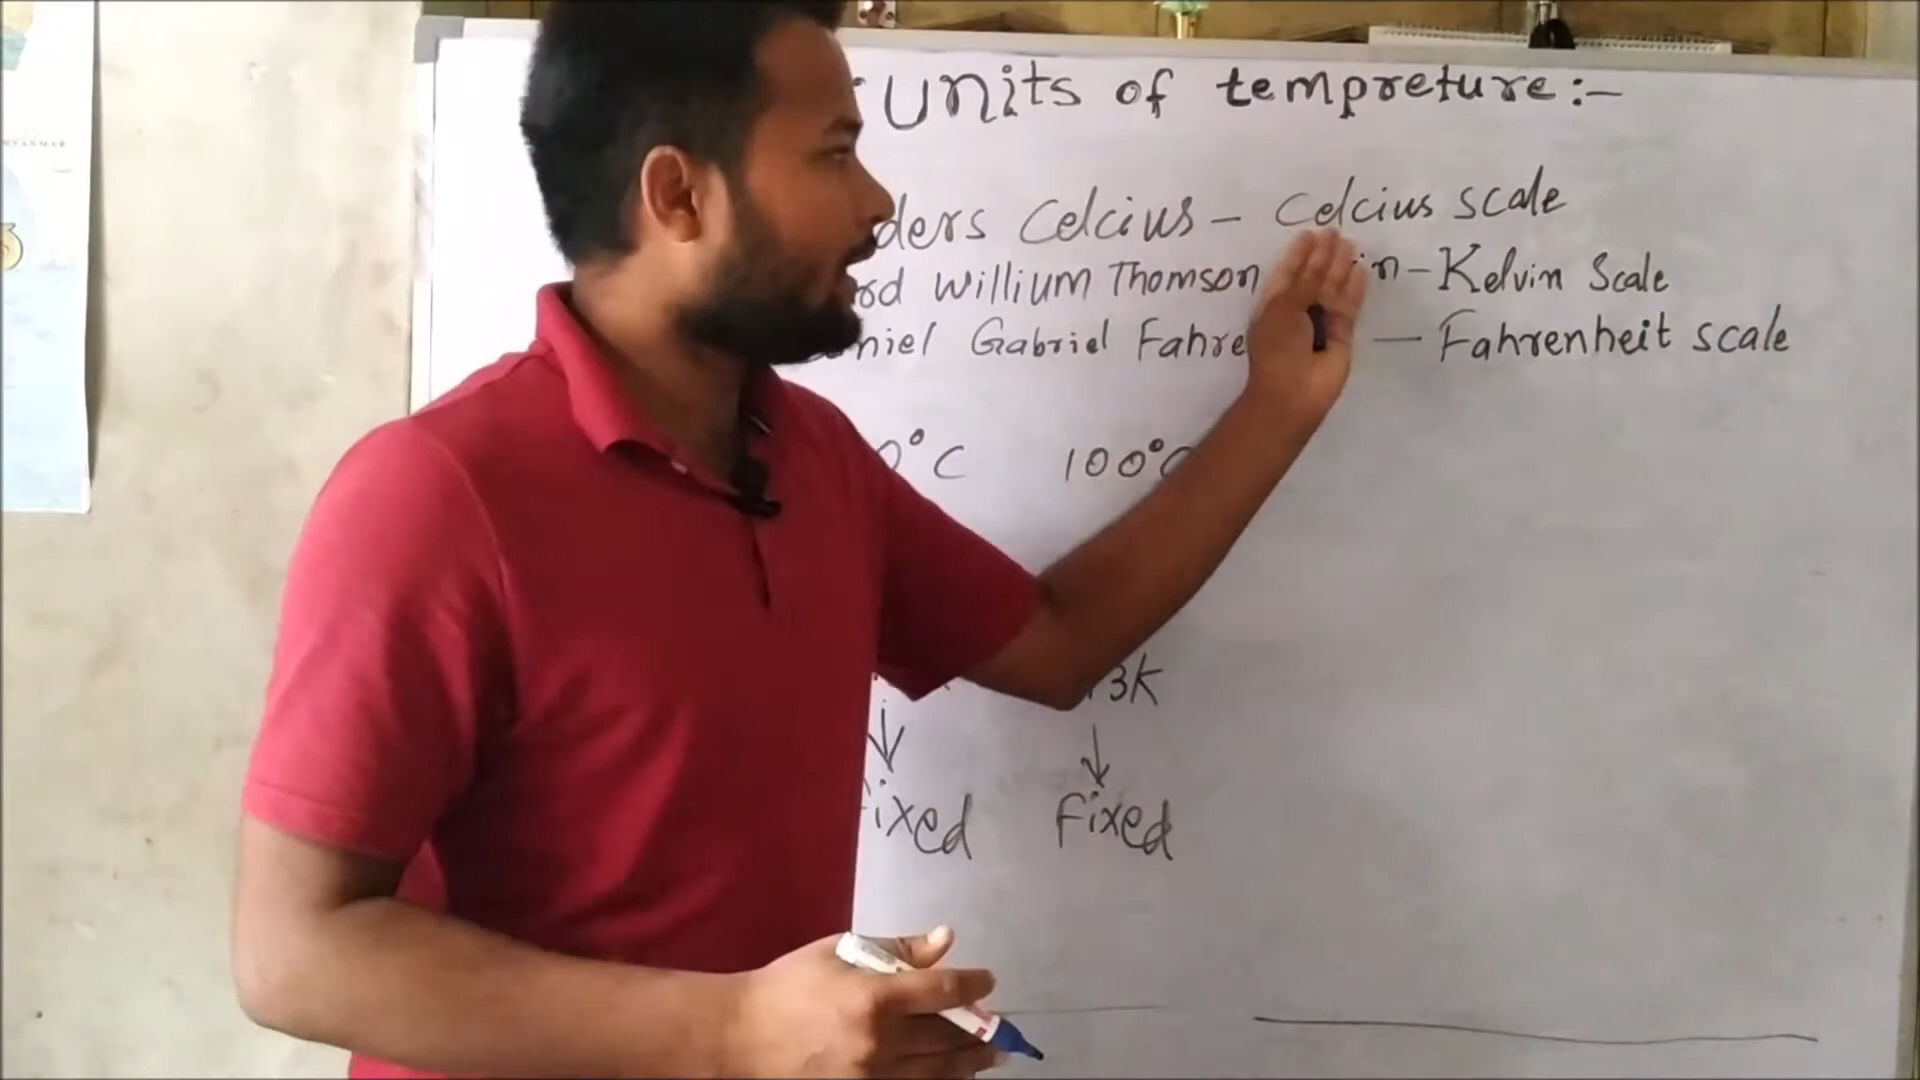 units of tempreture:-
ders Celcius - Celcius scale
rd Willium Thomson in - Kelvin Scale
niel Gabriel Fahre — Fahrenheit scale
0°C 100°C
3K
fixed fixed